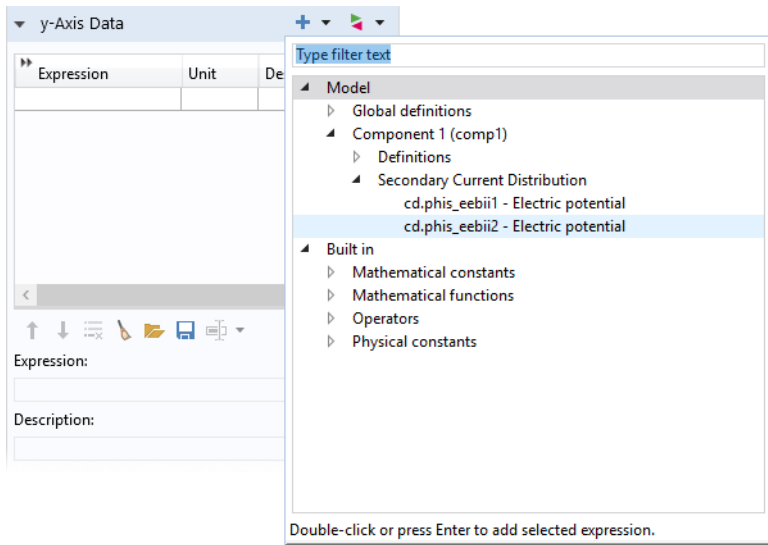 y-Axis Data
Expression Unit De
Type filter text
Model
Global definitions
Component 1 (comp1)
Definitions
Secondary Current Distribution
cd.phis_eebii1 - Electric potential
cd.phis_eebii2 - Electric potential
Built in
Mathematical constants
Mathematical functions
Operators
Physical constants
Expression:
Description:
Double-click or press Enter to add selected expression.